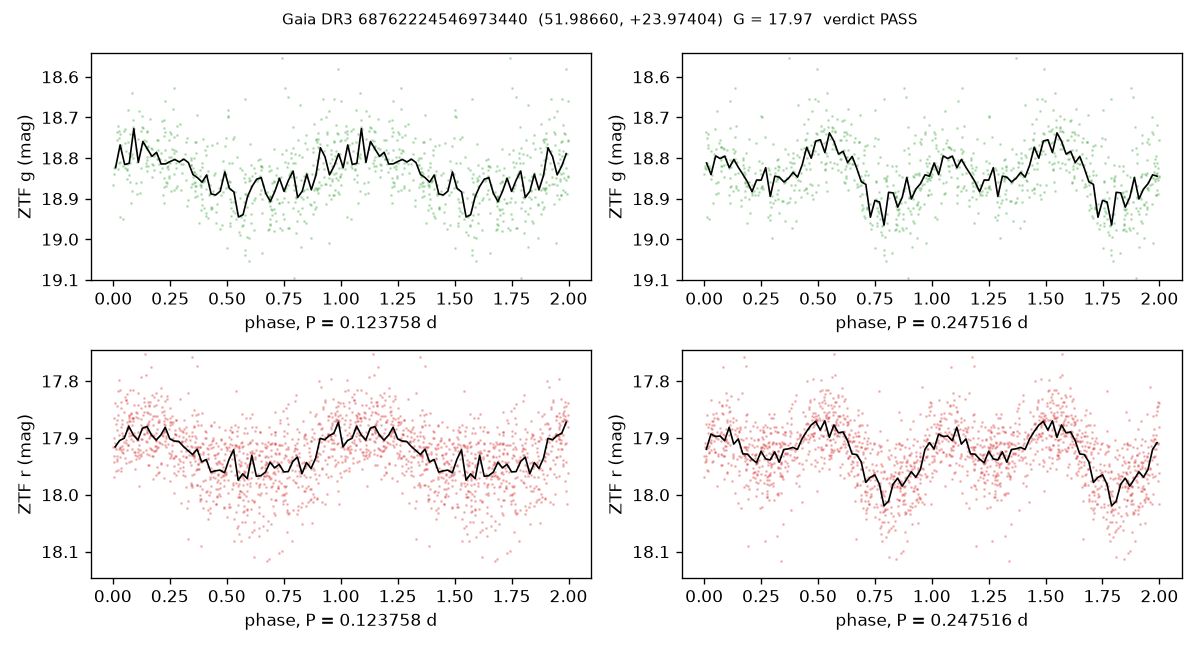 Gaia DR3 68762224546973440 (51.98660, +23.97404) G = 17.97 verdict PASS
ZTF g (mag)
18.6
18.7
18.8
18.9
19.0
19.1
0.00 0.25 0.50 0.75 1.00 1.25 1.50 1.75 2.00
phase, P = 0.123758 d
ZTF g (mag)
18.6
18.7
18.8
18.9
19.0
19.1
0.00 0.25 0.50 0.75 1.00 1.25 1.50 1.75 2.00
phase, P = 0.247516 d
ZTF r (mag)
17.8
17.9
18.0
18.1
0.00 0.25 0.50 0.75 1.00 1.25 1.50 1.75 2.00
phase, P = 0.123758 d
ZTF r (mag)
17.8
17.9
18.0
18.1
0.00 0.25 0.50 0.75 1.00 1.25 1.50 1.75 2.00
phase, P = 0.247516 d